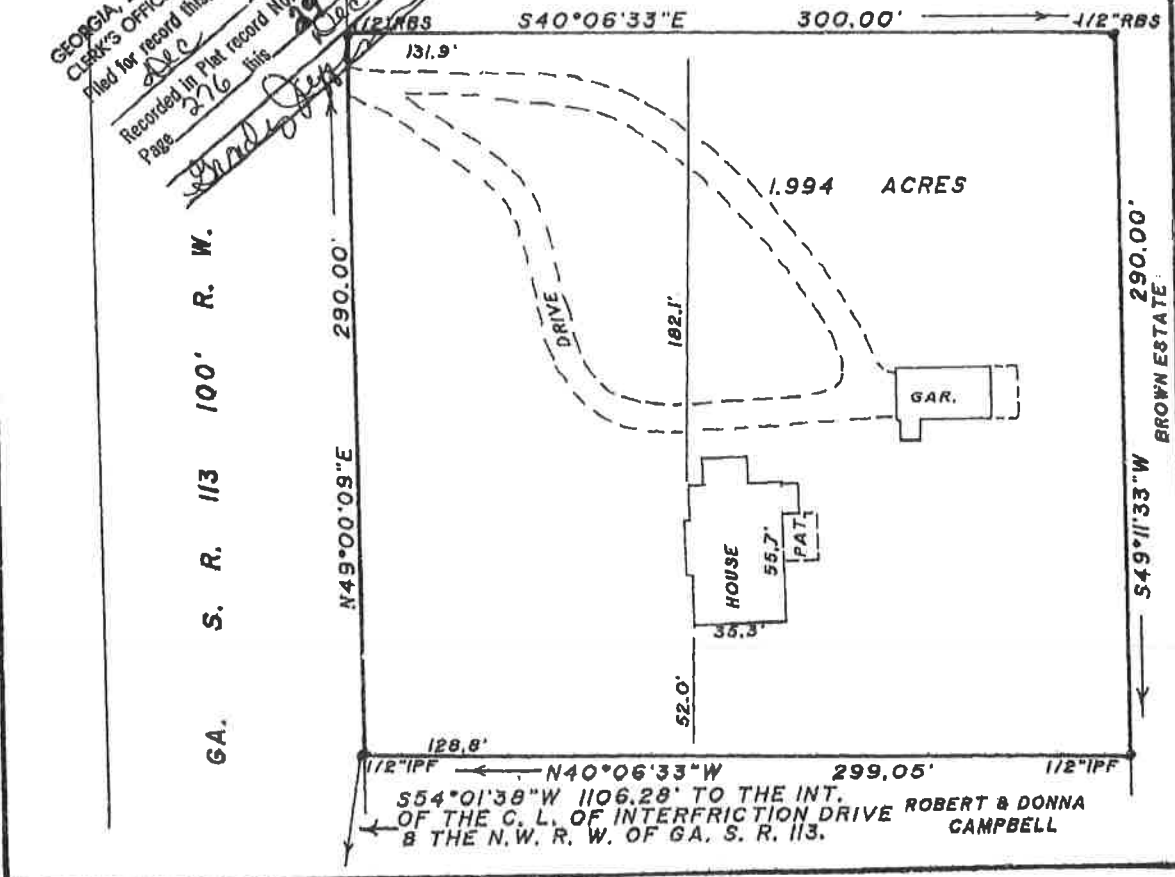 GEORGIA,
CLERK'S OFFIC
Filed for record this
Dec
Recorded in Plat record No.
Page 276 this Dec
1/2"RBS S40°06'33"E 300.00' 1/2"RBS
131.9'
1.994 ACRES
290.00'
N49°00'09"E
GA. S. R. 113 100' R. W.
DRIVE
182.1'
GAR.
290.00'
S49°11'33"W
BROWN ESTATE
HOUSE
55.7'
PAT.
35.3'
52.0'
128.8'
1/2"IPF N40°06'33"W 299.05' 1/2"IPF
S54°01'38"W 1106.28' TO THE INT.
OF THE C. L. OF INTERFRICTION DRIVE
& THE N.W. R. W. OF GA. S. R. 113.
ROBERT & DONNA
CAMPBELL